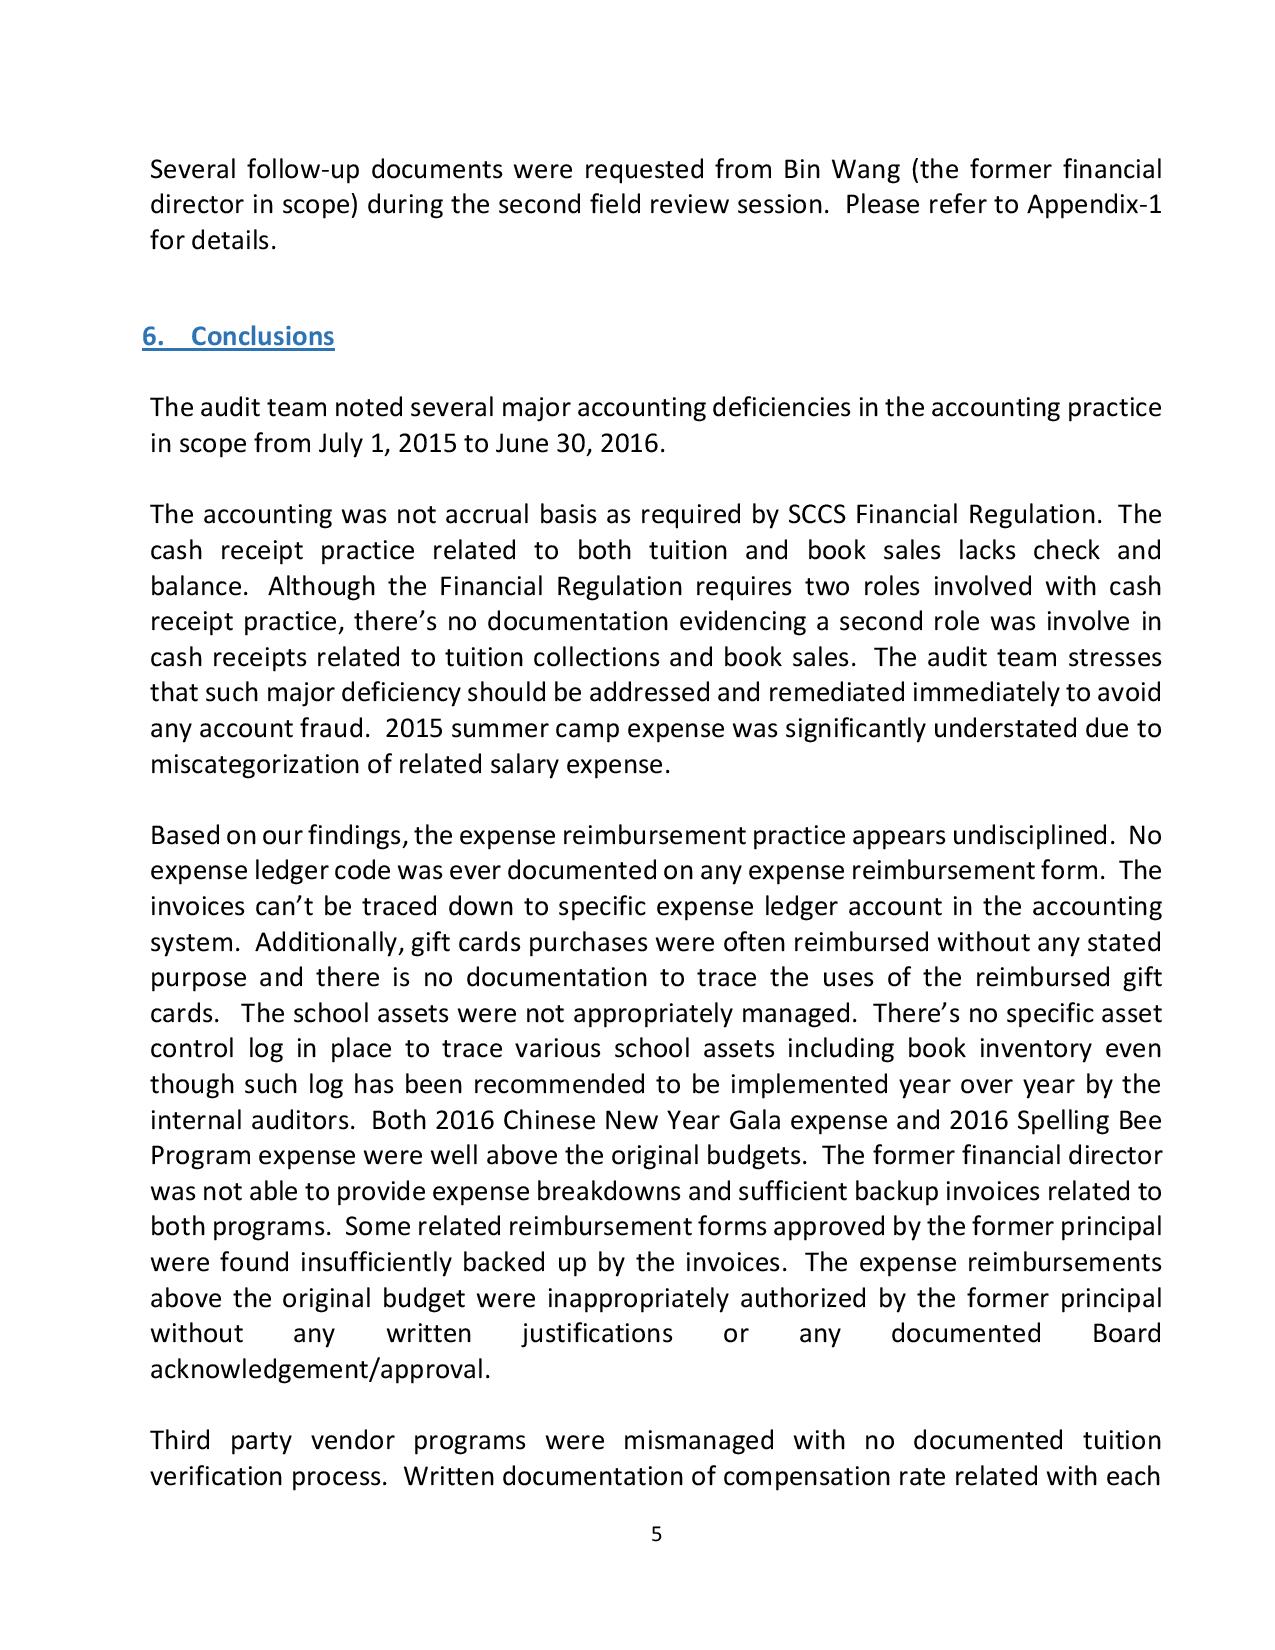 Several follow-up documents were requested from Bin Wang (the former financial
director in scope) during the second field review session.  Please refer to Appendix-1
for details.
6.    Conclusions
The audit team noted several major accounting deficiencies in the accounting practice
in scope from July 1, 2015 to June 30, 2016.
The accounting was not accrual basis as required by SCCS Financial Regulation.  The
cash receipt practice related to both tuition and book sales lacks check and
balance.  Although the Financial Regulation requires two roles involved with cash
receipt practice, there’s no documentation evidencing a second role was involve in
cash receipts related to tuition collections and book sales.  The audit team stresses
that such major deficiency should be addressed and remediated immediately to avoid
any account fraud.  2015 summer camp expense was significantly understated due to
miscategorization of related salary expense.
Based on our findings, the expense reimbursement practice appears undisciplined.  No
expense ledger code was ever documented on any expense reimbursement form.  The
invoices can’t be traced down to specific expense ledger account in the accounting
system.  Additionally, gift cards purchases were often reimbursed without any stated
purpose and there is no documentation to trace the uses of the reimbursed gift
cards.   The school assets were not appropriately managed.  There’s no specific asset
control log in place to trace various school assets including book inventory even
though such log has been recommended to be implemented year over year by the
internal auditors.  Both 2016 Chinese New Year Gala expense and 2016 Spelling Bee
Program expense were well above the original budgets.  The former financial director
was not able to provide expense breakdowns and sufficient backup invoices related to
both programs.  Some related reimbursement forms approved by the former principal
were found insufficiently backed up by the invoices.  The expense reimbursements
above the original budget were inappropriately authorized by the former principal
without any written justifications or any documented Board
acknowledgement/approval.
Third party vendor programs were mismanaged with no documented tuition
verification process.  Written documentation of compensation rate related with each
5